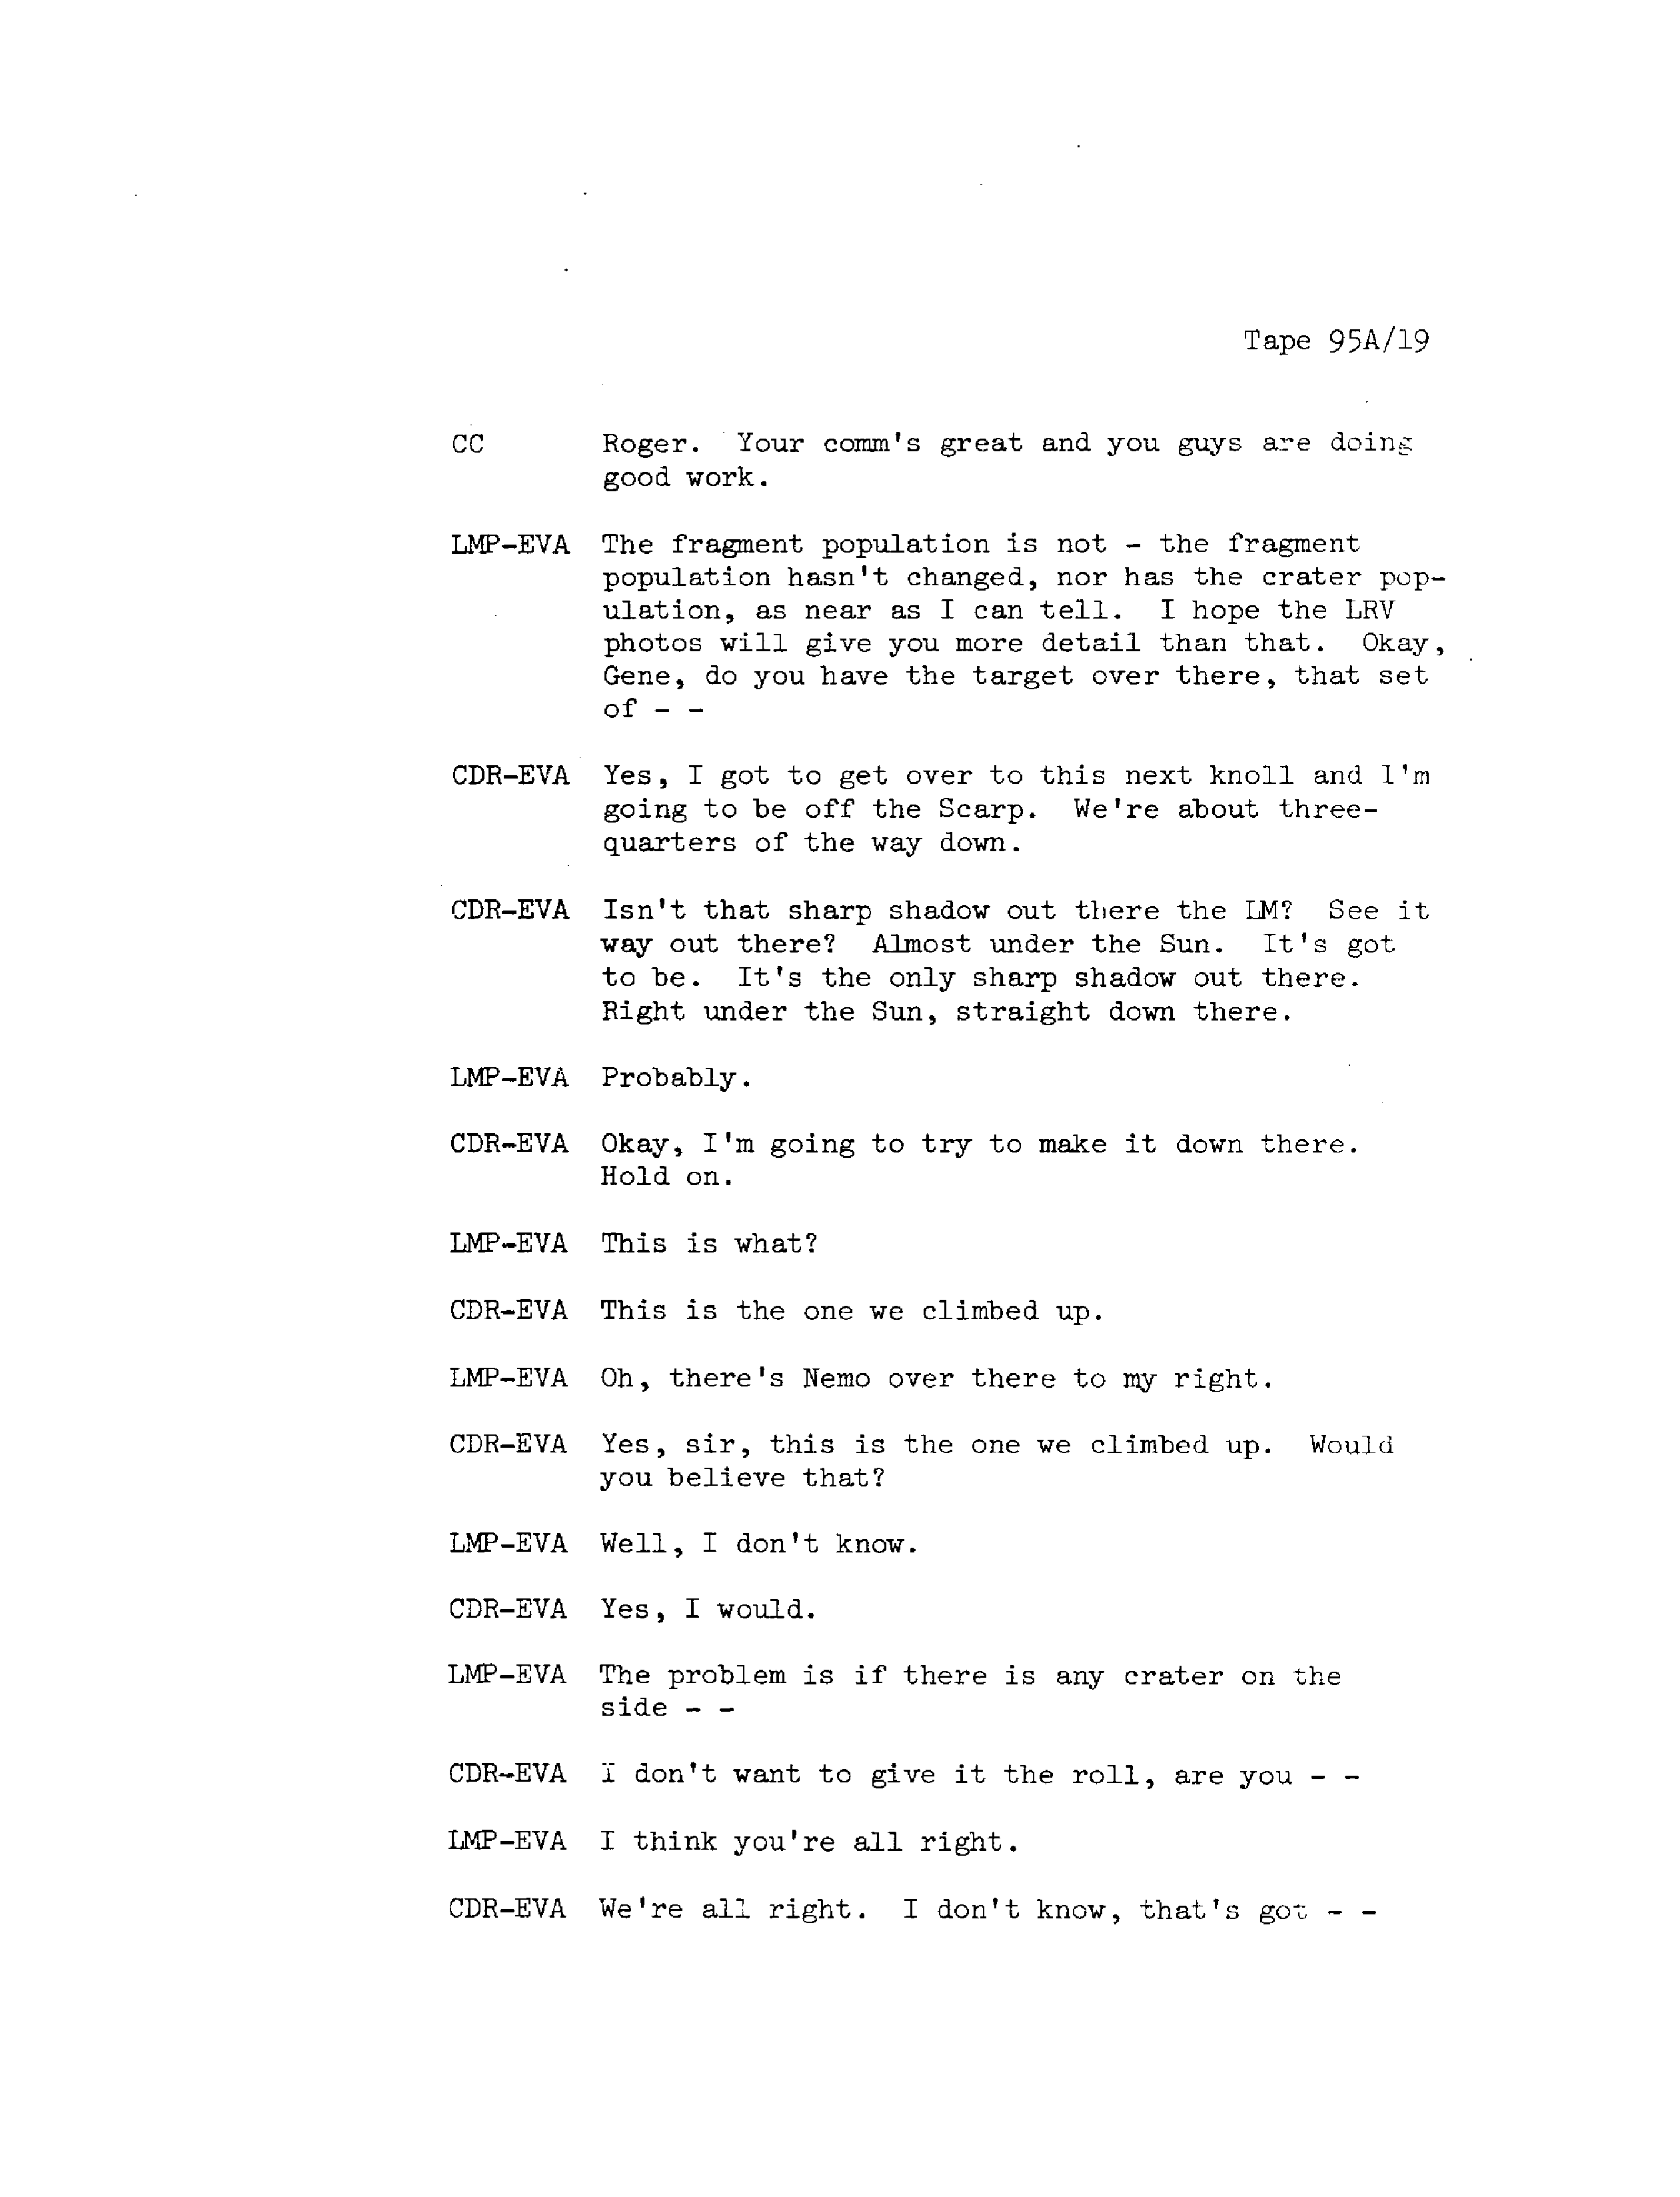 Tape 95A/19
CC Roger. Your comm's great and you guys are doing
good work.
LMP-EVA The fragment population is not - the fragment
population hasn't changed, nor has the crater pop-
ulation, as near as I can tell. I hope the LRV
photos will give you more detail than that. Okay,
Gene, do you have the target over there, that set
of - -
CDR-EVA Yes, I got to get over to this next knoll and I'm
going to be off the Scarp. We're about three-
quarters of the way down.
CDR-EVA Isn't that sharp shadow out there the LM? See it
way out there? Almost under the Sun. It's got
to be. It's the only sharp shadow out there.
Right under the Sun, straight down there.
LMP-EVA Probably.
CDR-EVA Okay, I'm going to try to make it down there.
Hold on.
LMP-EVA This is what?
CDR-EVA This is the one we climbed up.
LMP-EVA Oh, there's Nemo over there to my right.
CDR-EVA Yes, sir, this is the one we climbed up. Would
you believe that?
LMP-EVA Well, I don't know.
CDR-EVA Yes, I would.
LMP-EVA The problem is if there is any crater on the
side - -
CDR-EVA I don't want to give it the roll, are you - -
LMP-EVA I think you're all right.
CDR-EVA We're all right. I don't know, that's got - -